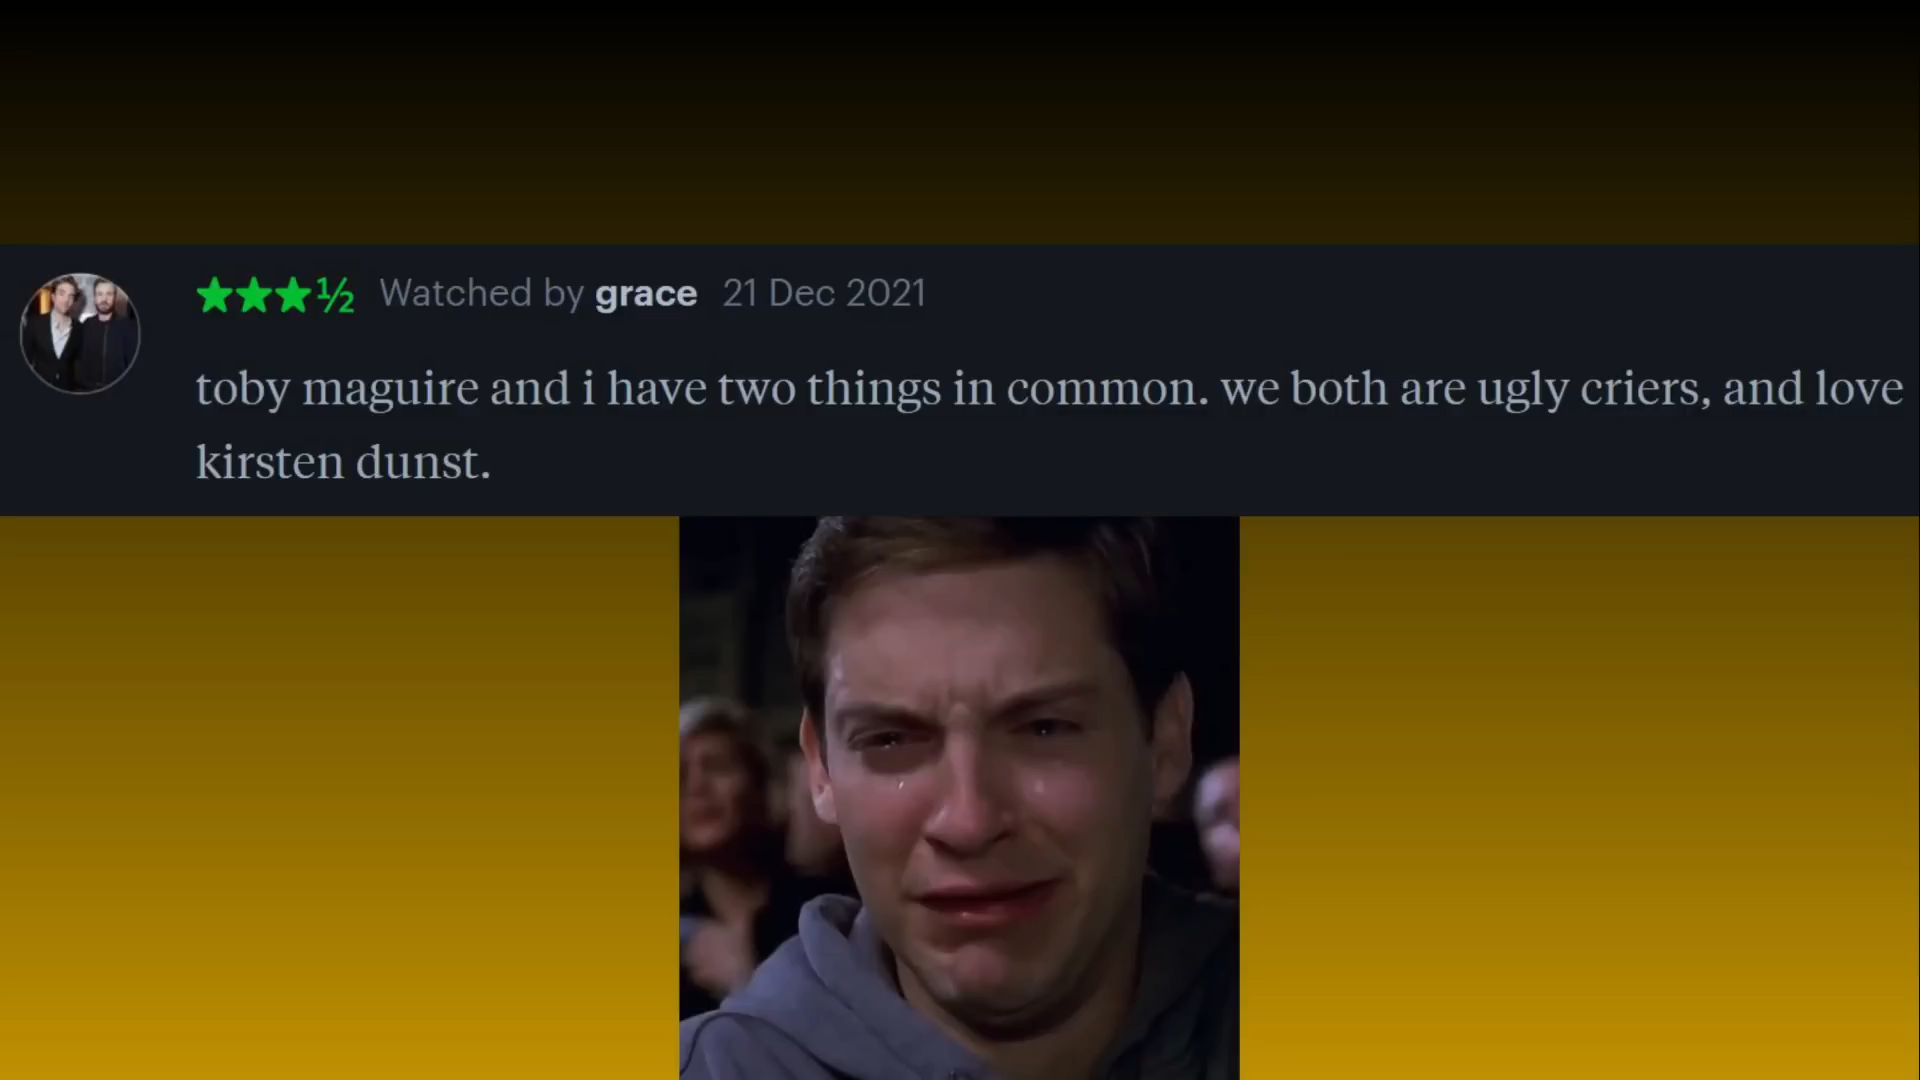 ★★★½ Watched by grace 21 Dec 2021
toby maguire and i have two things in common. we both are ugly criers, and love
kirsten dunst.